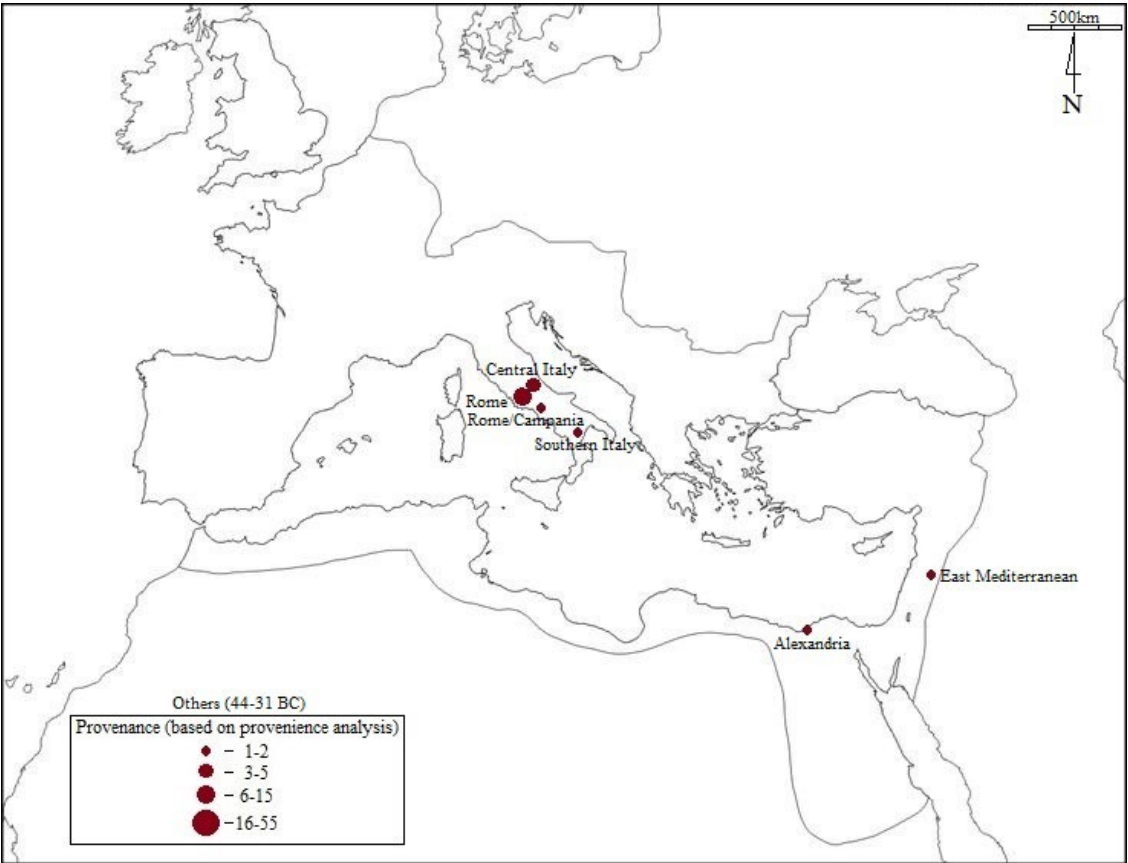 500km
N
Central Italy
Rome
Rome/Campania
Southern Italy
East Mediterranean
Alexandria
Others (44-31 BC)
Provenance (based on provenience analysis)
– 1-2
– 3-5
– 6-15
–16-55